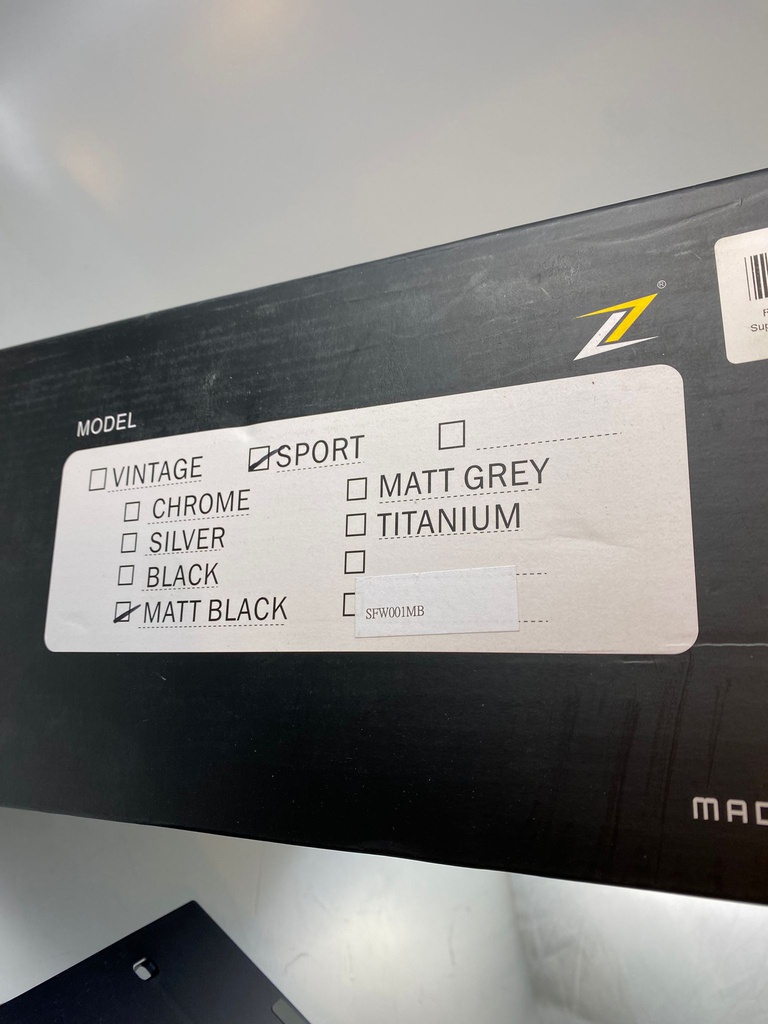 ®
MODEL
VINTAGE SPORT
CHROME
SILVER
BLACK
MATT BLACK
MATT GREY
TITANIUM
SFW001MB